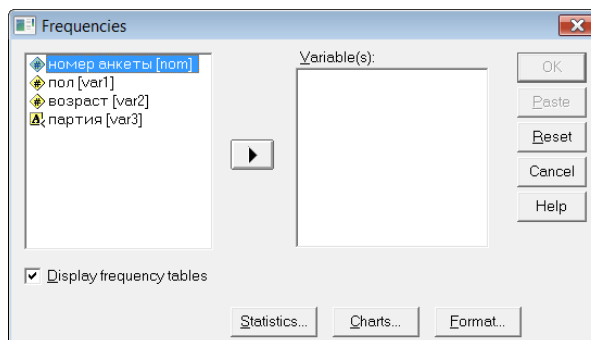 Frequencies
номер анкеты [nom]
пол [var1]
возраст [var2]
партия [var3]
Variable(s):
OK
Paste
Reset
Cancel
Help
Display frequency tables
Statistics...
Charts...
Format...